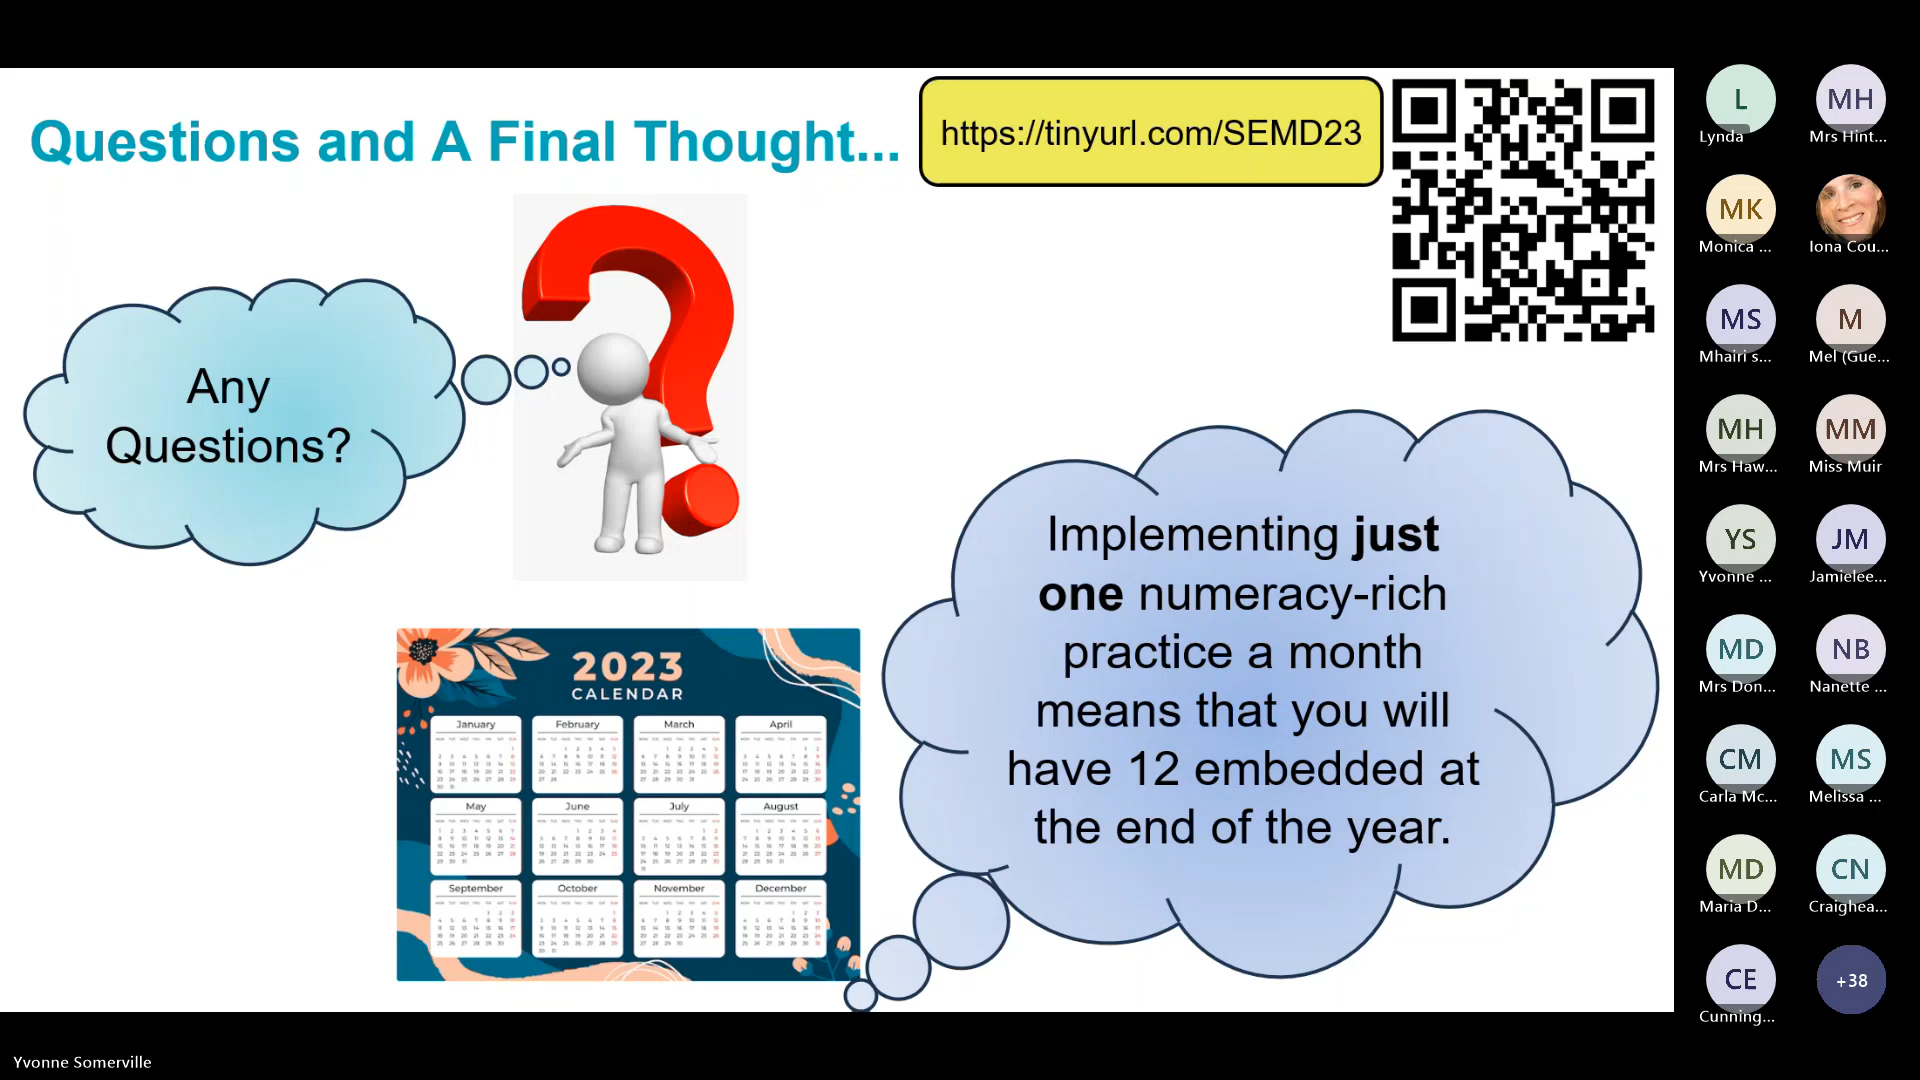 Questions and A Final Thought...
https://tinyurl.com/SEMD23
Any
Questions?
Implementing just
one numeracy-rich
practice a month
means that you will
have 12 embedded at
the end of the year.
2023
CALENDAR
January
February
March
April
May
June
July
August
September
October
November
December
L
Lynda
MH
Mrs Hint...
MK
Monica ...
Iona Cou...
MS
Mhairi s...
M
Mel (Gue...
MH
Mrs Haw...
MM
Miss Muir
YS
Yvonne ...
JM
Jamielee...
MD
Mrs Don...
NB
Nanette ...
CM
Carla Mc...
MS
Melissa ...
MD
Maria D...
CN
Craighea...
CE
Cunning...
+38
Yvonne Somerville